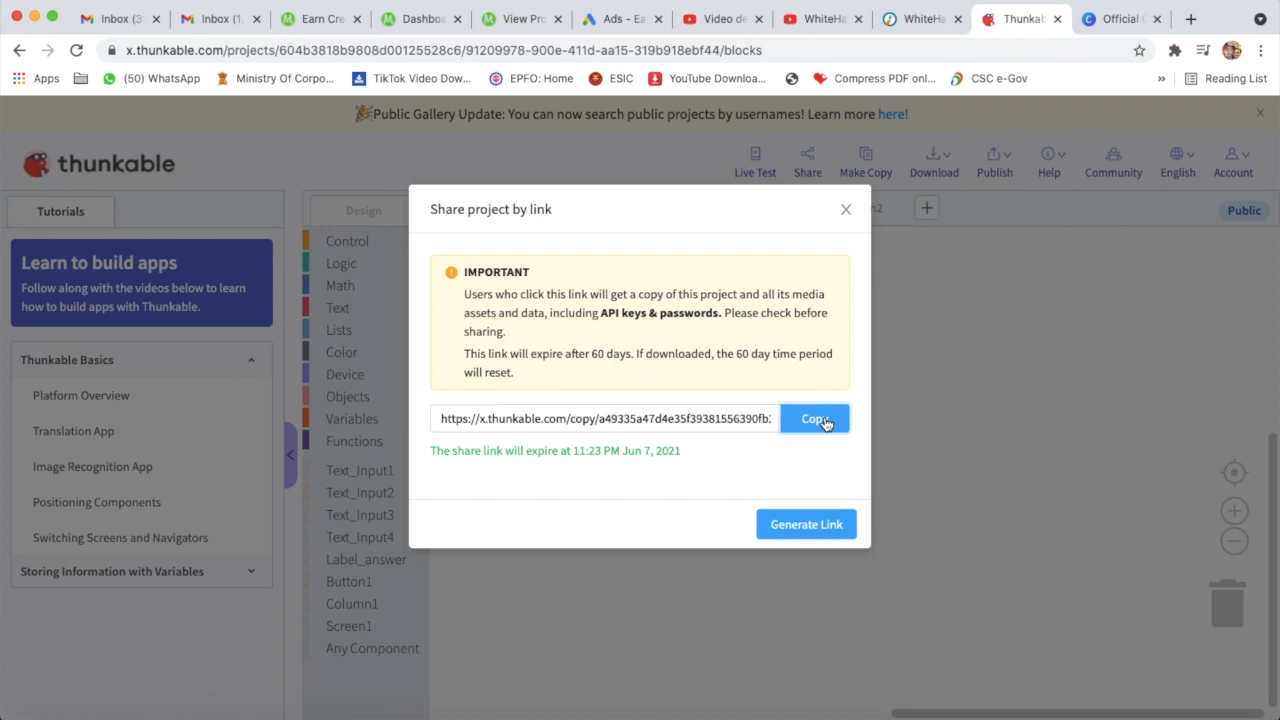 Inbox (3
Inbox (1,
Earn Cre
Dashboa
View Pro
Ads - Ea
Video de
WhiteHa
WhiteHa
Thunkab
Official
x.thunkable.com/projects/604b3818b9808d00125528c6/91209978-900e-411d-aa15-319b918ebf44/blocks
Apps
(50) WhatsApp
Ministry Of Corpo...
TikTok Video Dow...
EPFO: Home
ESIC
YouTube Downloa...
Compress PDF onl...
CSC e-Gov
»
Reading List
Public Gallery Update: You can now search public projects by usernames! Learn more here!
thunkable
Live Test
Share
Make Copy
Download
Publish
Help
Community
English
Account
Tutorials
Design
n2
Public
Learn to build apps
Follow along with the videos below to learn
how to build apps with Thunkable.
Thunkable Basics
Platform Overview
Translation App
Image Recognition App
Positioning Components
Switching Screens and Navigators
Storing Information with Variables
Control
Logic
Math
Text
Lists
Color
Device
Objects
Variables
Functions
Text_Input1
Text_Input2
Text_Input3
Text_Input4
Label_answer
Button1
Column1
Screen1
Any Component
Share project by link
IMPORTANT
Users who click this link will get a copy of this project and all its media
assets and data, including API keys & passwords. Please check before
sharing.
This link will expire after 60 days. If downloaded, the 60 day time period
will reset.
https://x.thunkable.com/copy/a49335a47d4e35f39381556390fb
Copy
The share link will expire at 11:23 PM Jun 7, 2021
Generate Link